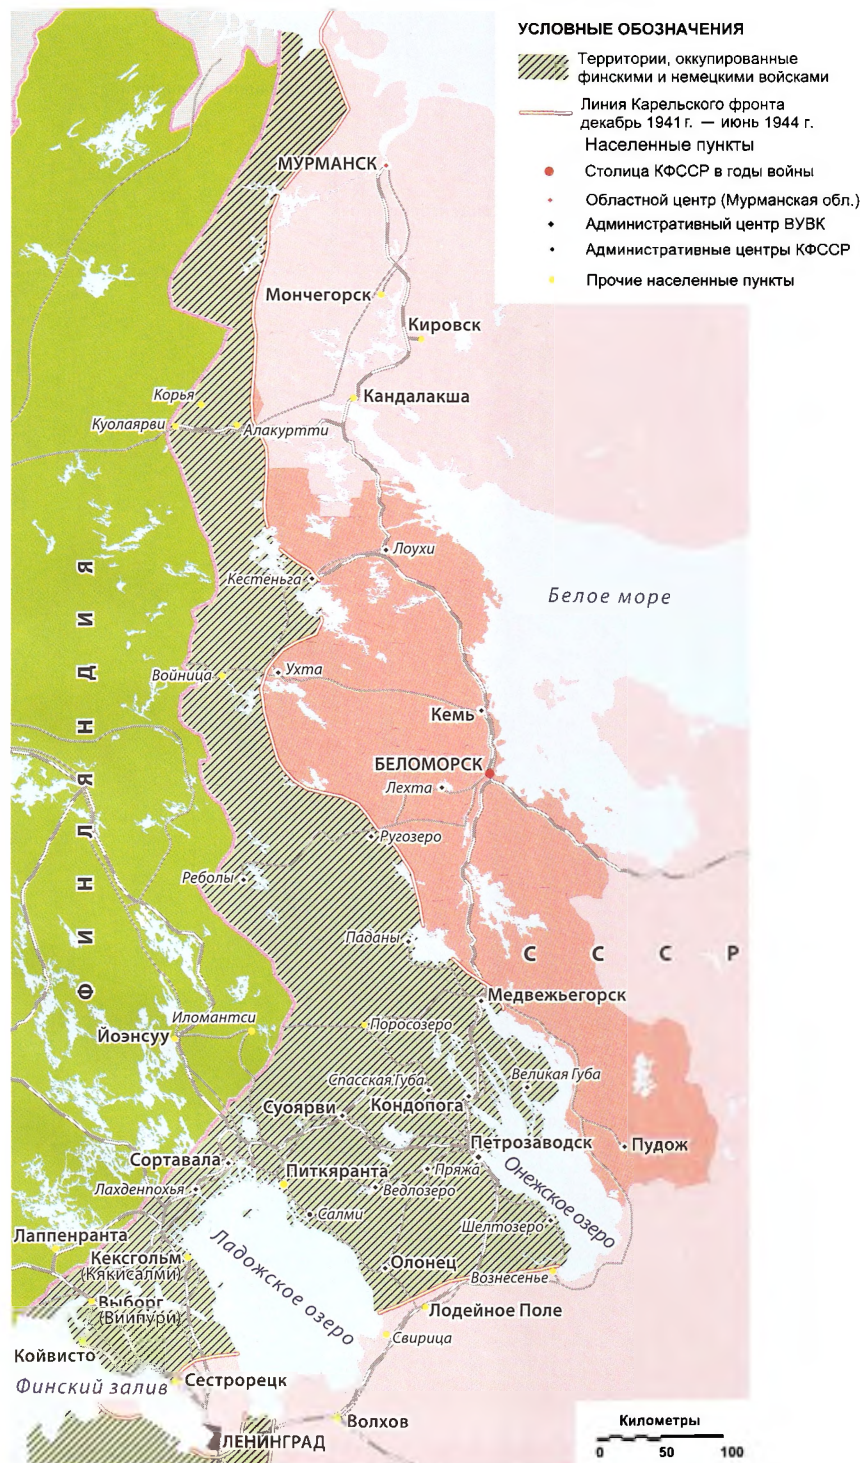 УСЛОВНЫЕ ОБОЗНАЧЕНИЯ
Территории, оккупированные
финскими и немецкими войсками
Линия Карельского фронта
декабрь 1941 г. — июнь 1944 г.
Населенные пункты
Столица КФССР в годы войны
Областной центр (Мурманская обл.)
Административный центр ВУВК
Административные центры КФССР
Прочие населенные пункты
МУРМАНСК
Мончегорск
Кировск
Корья
Кандалакша
Куолаярви
Алакуртти
Лоухи
Кестеньга
Белое море
ФИНЛЯНДИЯ
Войница
Ухта
Кемь
БЕЛОМОРСК
Лехта
Ругозеро
Реболы
Паданы
С С С Р
Медвежьегорск
Иломантси
Йоэнсуу
Поросозеро
Спасская Губа
Великая Губа
Суоярви
Кондопога
Петрозаводск
Пудож
Сортавала
Питкяранта
Пряжа
Онежское озеро
Лахденпохья
Ведлозеро
Салми
Шелтозеро
Лаппенранта
Ладожское озеро
Кексгольм
(Кякисалми)
Олонец
Вознесенье
Выборг
(Виипури)
Лодейное Поле
Свирица
Койвисто
Финский залив
Сестрорецк
Волхов
ЛЕНИНГРАД
Километры
0 50 100